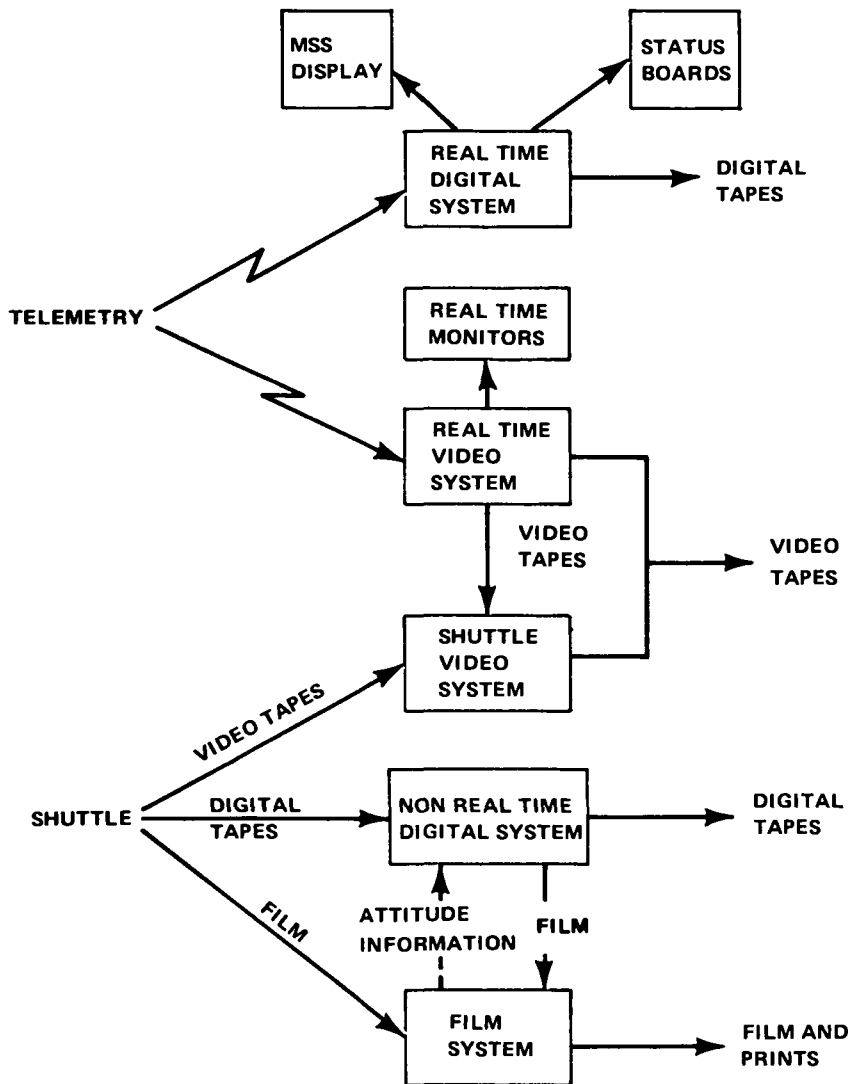 MSS
DISPLAY
STATUS
BOARDS
REAL TIME
DIGITAL
SYSTEM
DIGITAL
TAPES
TELEMETRY
REAL TIME
MONITORS
REAL TIME
VIDEO
SYSTEM
VIDEO
TAPES
VIDEO
TAPES
SHUTTLE
VIDEO
SYSTEM
VIDEO TAPES
SHUTTLE
DIGITAL
TAPES
NON REAL TIME
DIGITAL SYSTEM
DIGITAL
TAPES
FILM
ATTITUDE
INFORMATION
FILM
FILM
SYSTEM
FILM AND
PRINTS